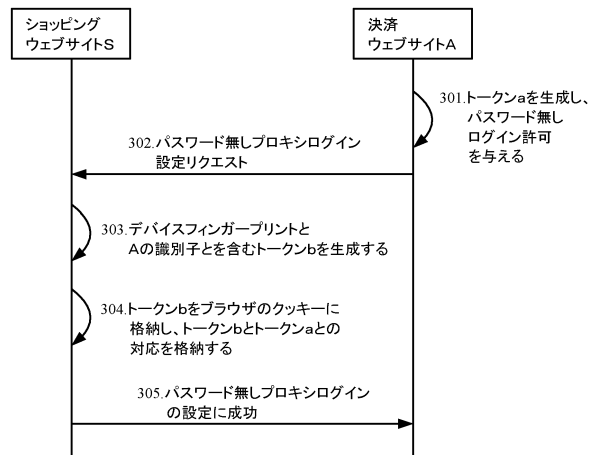 ショッピング
ウェブサイトS
決済
ウェブサイトA
301.トークンaを生成し、
パスワード無し
ログイン許可
を与える
302.パスワード無しプロキシログイン
設定リクエスト
303.デバイスフィンガープリントと
Aの識別子とを含むトークンbを生成する
304.トークンbをブラウザのクッキーに
格納し、トークンbとトークンaとの
対応を格納する
305.パスワード無しプロキシログイン
の設定に成功